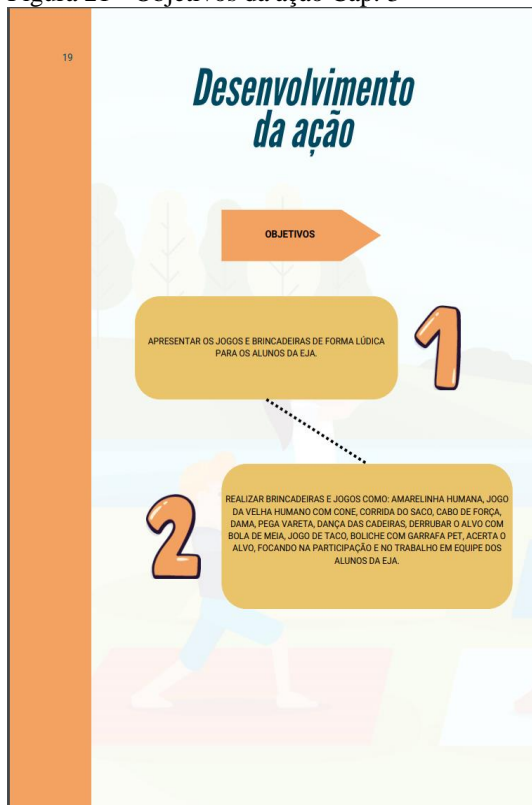 Figura 21 – Objetivos da ação Cap. 3
19
Desenvolvimento
da ação
OBJETIVOS
APRESENTAR OS JOGOS E BRINCADEIRAS DE FORMA LÚDICA
PARA OS ALUNOS DA EJA.
1
2
REALIZAR BRINCADEIRAS E JOGOS COMO: AMARELINHA HUMANA, JOGO
DA VELHA HUMANO COM CONE, CORRIDA DO SACO, CABO DE FORÇA,
DAMA, PEGA VARETA, DANÇA DAS CADEIRAS, DERRUBAR O ALVO COM
BOLA DE MEIA, JOGO DE TACO, BOLICHE COM GARRAFA PET, ACERTA O
ALVO, FOCANDO NA PARTICIPAÇÃO E NO TRABALHO EM EQUIPE DOS
ALUNOS DA EJA.